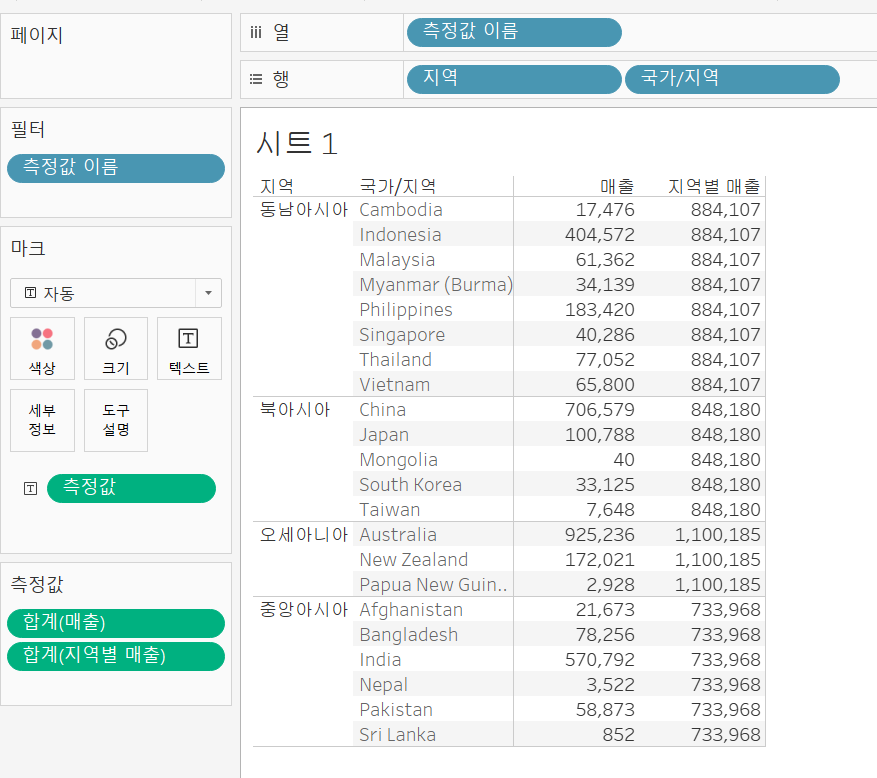 페이지
필터
측정값 이름
마크
자동
색상
크기
텍스트
세부 정보
도구 설명
측정값
측정값
합계(매출)
합계(지역별 매출)
열 측정값 이름
행 지역 국가/지역
시트 1
지역 국가/지역 매출 지역별 매출
동남아시아 Cambodia 17,476 884,107
Indonesia 404,572 884,107
Malaysia 61,362 884,107
Myanmar (Burma) 34,139 884,107
Philippines 183,420 884,107
Singapore 40,286 884,107
Thailand 77,052 884,107
Vietnam 65,800 884,107
북아시아 China 706,579 848,180
Japan 100,788 848,180
Mongolia 40 848,180
South Korea 33,125 848,180
Taiwan 7,648 848,180
오세아니아 Australia 925,236 1,100,185
New Zealand 172,021 1,100,185
Papua New Guin.. 2,928 1,100,185
중앙아시아 Afghanistan 21,673 733,968
Bangladesh 78,256 733,968
India 570,792 733,968
Nepal 3,522 733,968
Pakistan 58,873 733,968
Sri Lanka 852 733,968